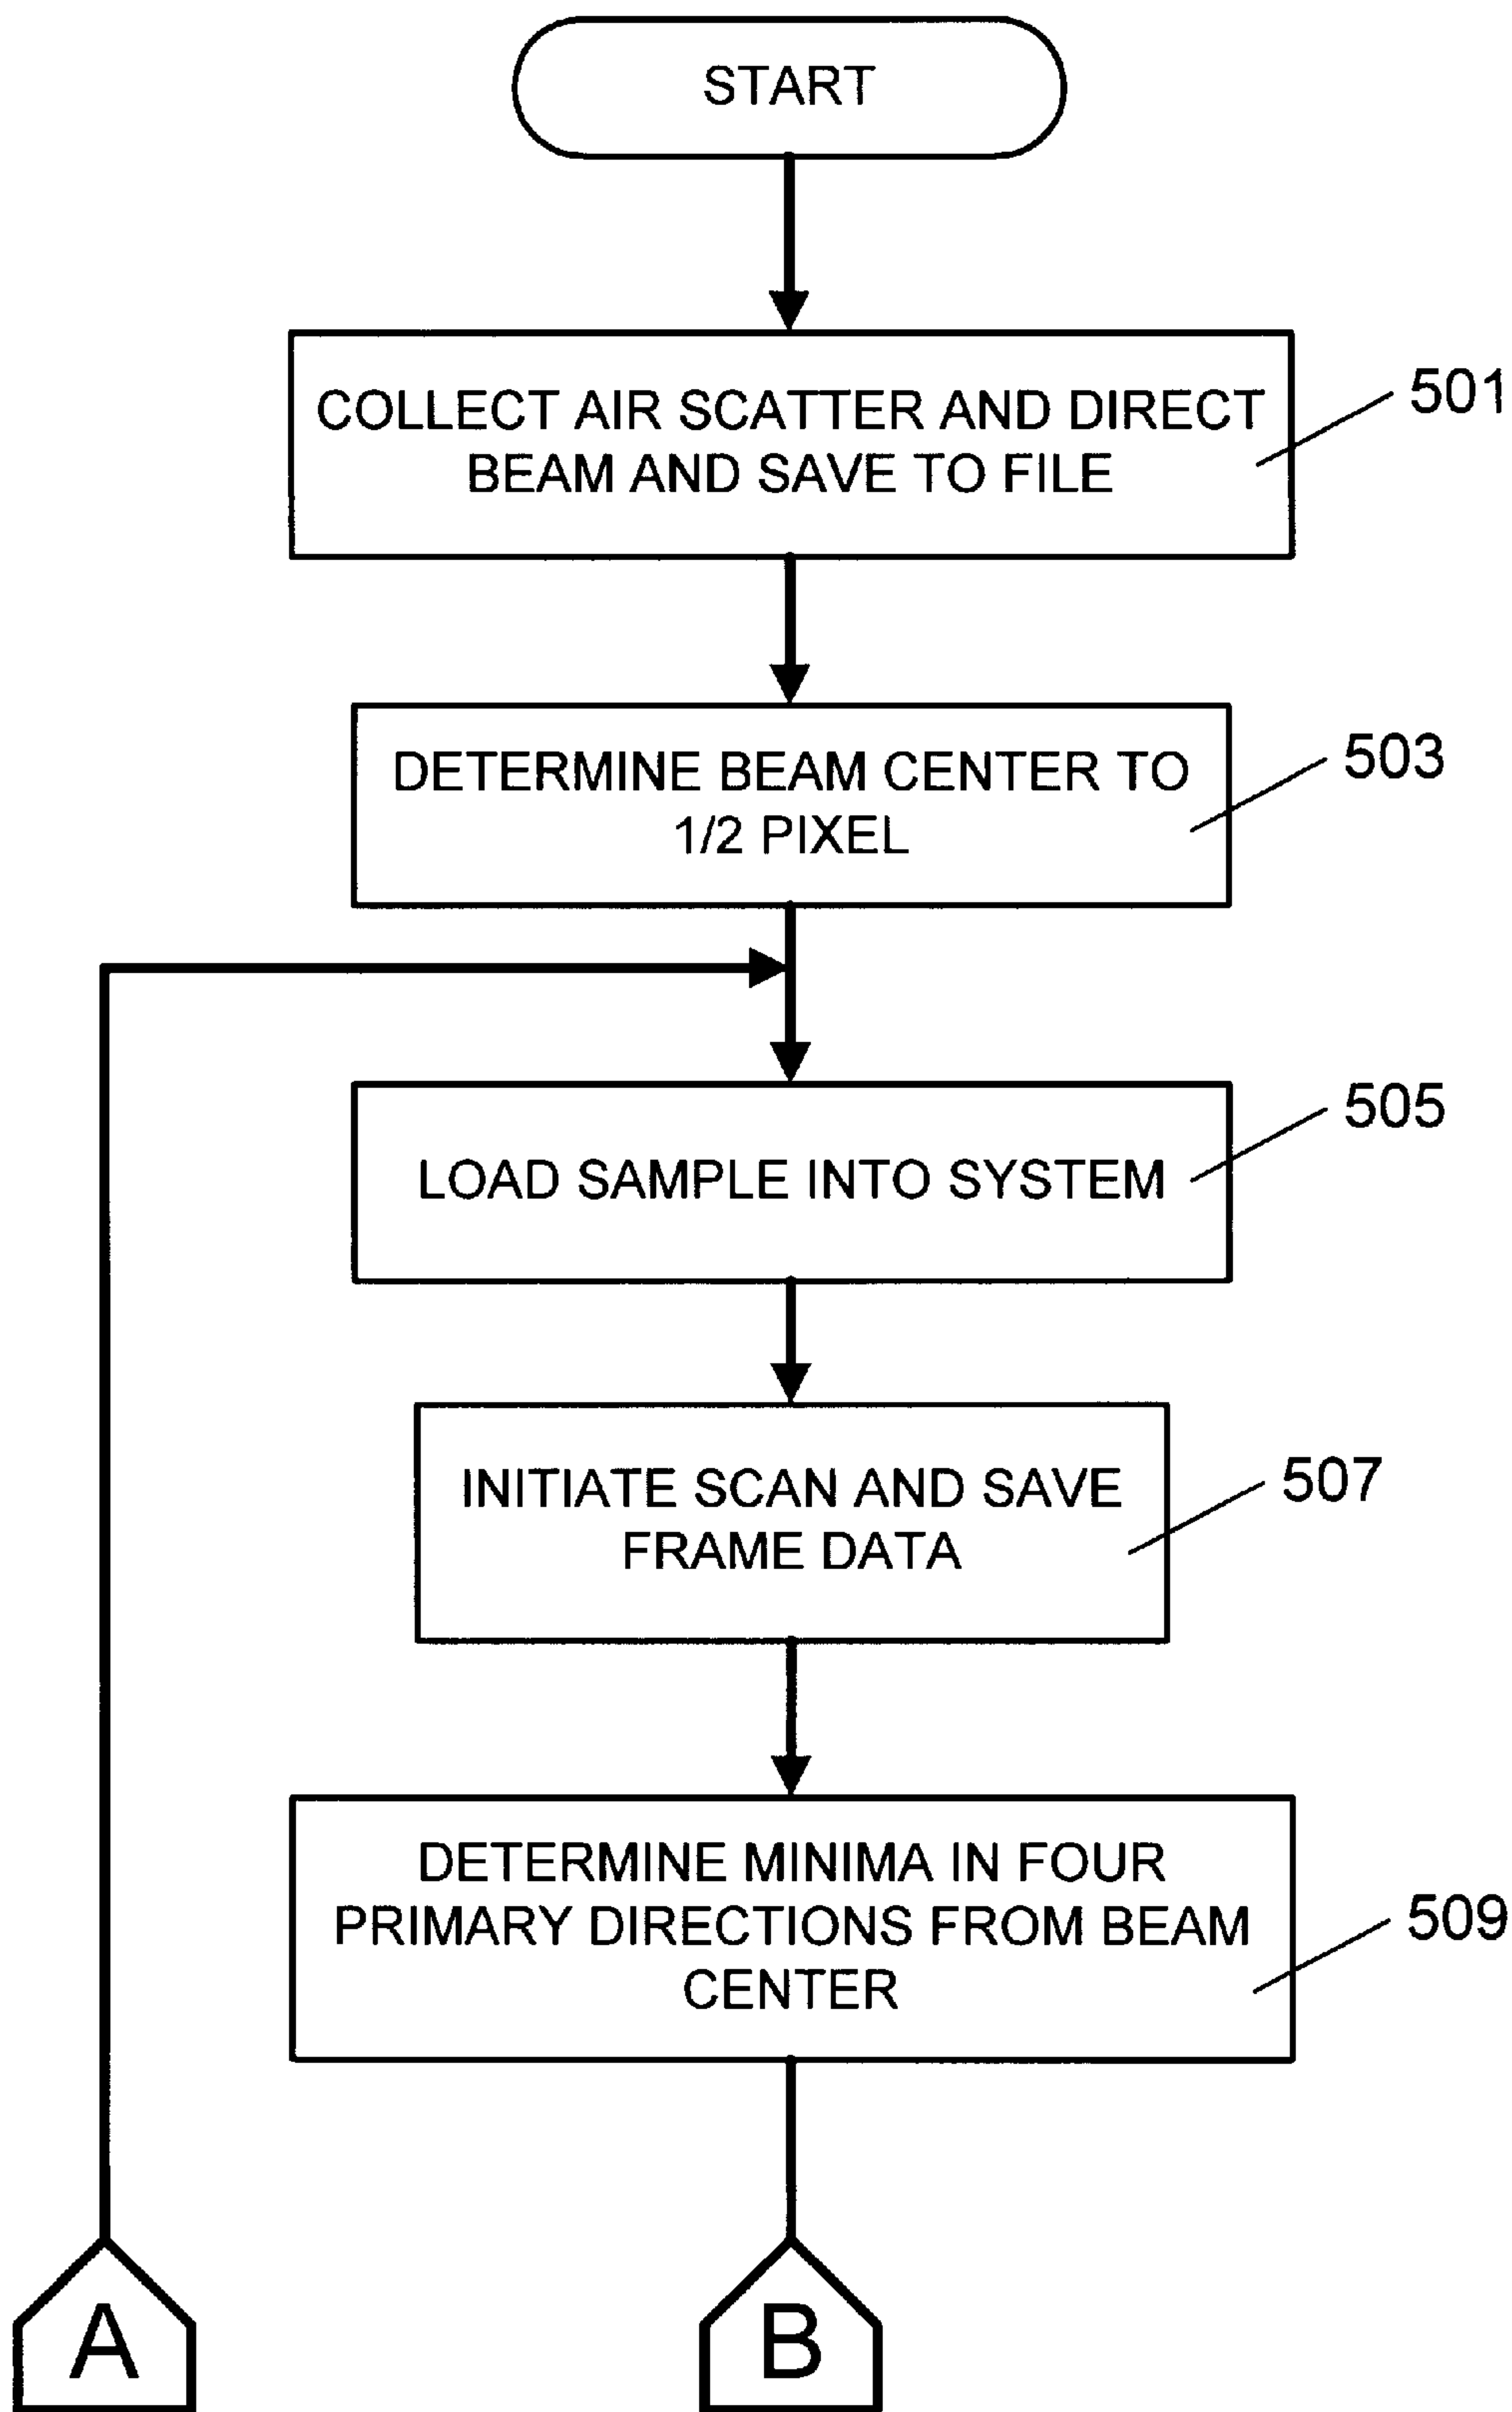 START
COLLECT AIR SCATTER AND DIRECT
BEAM AND SAVE TO FILE
501
DETERMINE BEAM CENTER TO
1/2 PIXEL
503
LOAD SAMPLE INTO SYSTEM
505
INITIATE SCAN AND SAVE
FRAME DATA
507
DETERMINE MINIMA IN FOUR
PRIMARY DIRECTIONS FROM BEAM
CENTER
509
A
B